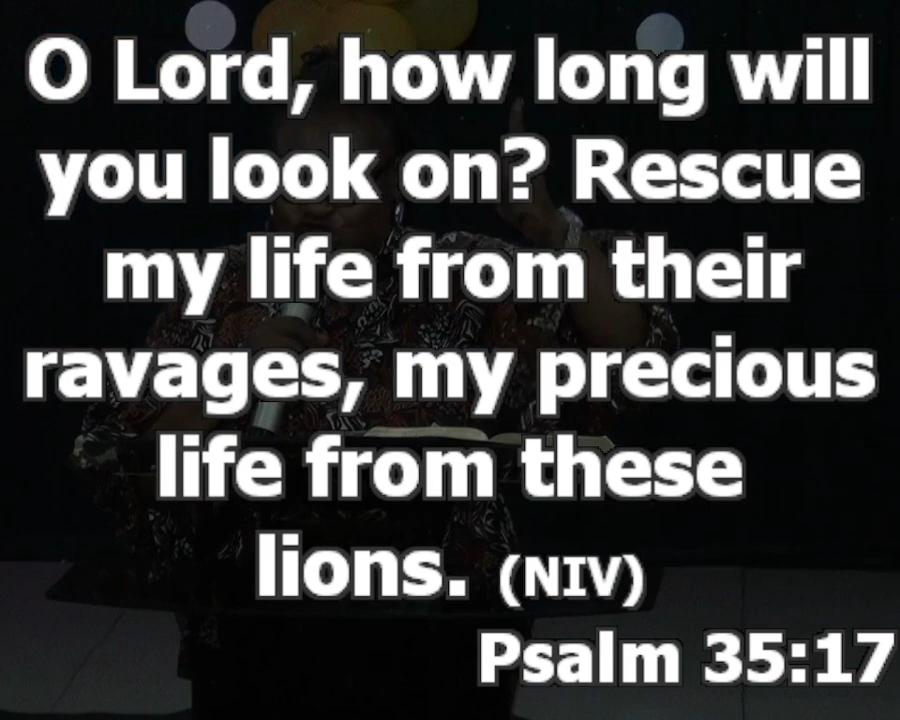 O Lord, how long will
you look on? Rescue
my life from their
ravages, my precious
life from these
lions. (NIV)
Psalm 35:17